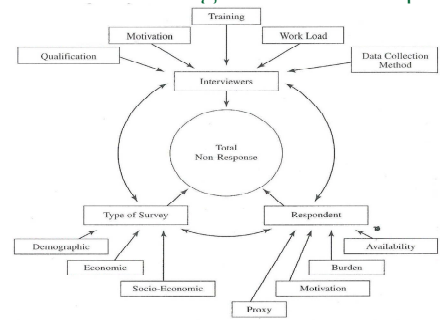 Training
Motivation
Work Load
Qualification
Data Collection
Method
Interviewers
Total
Non Response
Type of Survey
Respondent
Demographic
Availability
Economic
Burden
Socio-Economic
Motivation
Proxy